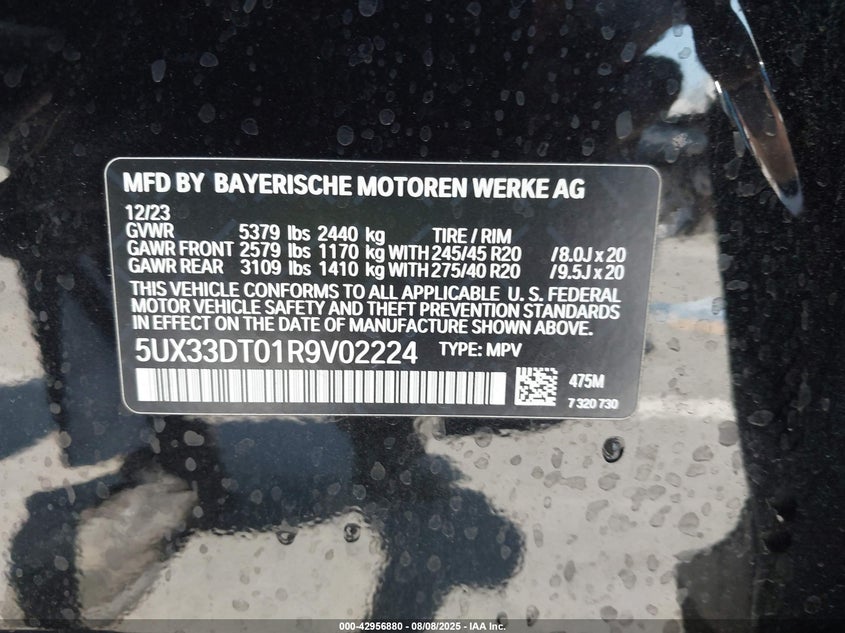 MFD BY BAYERISCHE MOTOREN WERKE AG
12/23
GVWR 5379 lbs 2440 kg TIRE / RIM
GAWR FRONT 2579 lbs 1170 kg WITH 245/45 R20 /8.0J x 20
GAWR REAR 3109 lbs 1410 kg WITH 275/40 R20 /9.5J x 20
THIS VEHICLE CONFORMS TO ALL APPLICABLE U. S. FEDERAL
MOTOR VEHICLE SAFETY AND THEFT PREVENTION STANDARDS
IN EFFECT ON THE DATE OF MANUFACTURE SHOWN ABOVE.
5UX33DT01R9V02224 TYPE: MPV
475M
7 320 730
000-42956880 - 08/08/2025 - IAA Inc.